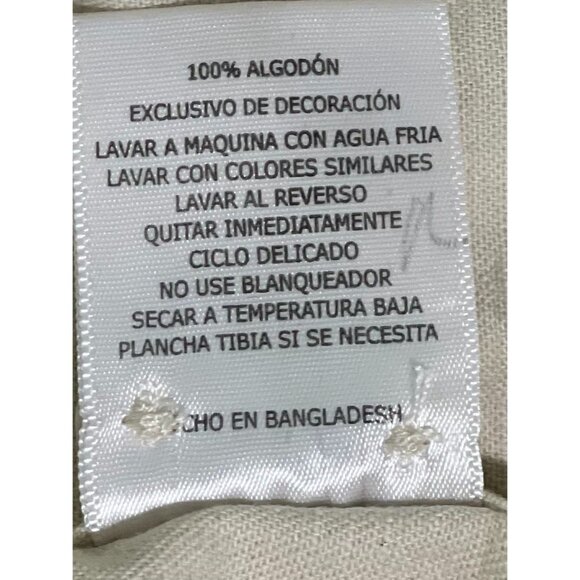 100% ALGODÓN
EXCLUSIVO DE DECORACIÓN
LAVAR A MAQUINA CON AGUA FRIA
LAVAR CON COLORES SIMILARES
LAVAR AL REVERSO
QUITAR INMEDIATAMENTE
CICLO DELICADO
NO USE BLANQUEADOR
SECAR A TEMPERATURA BAJA
PLANCHA TIBIA SI SE NECESITA
CHO EN BANGLADESH